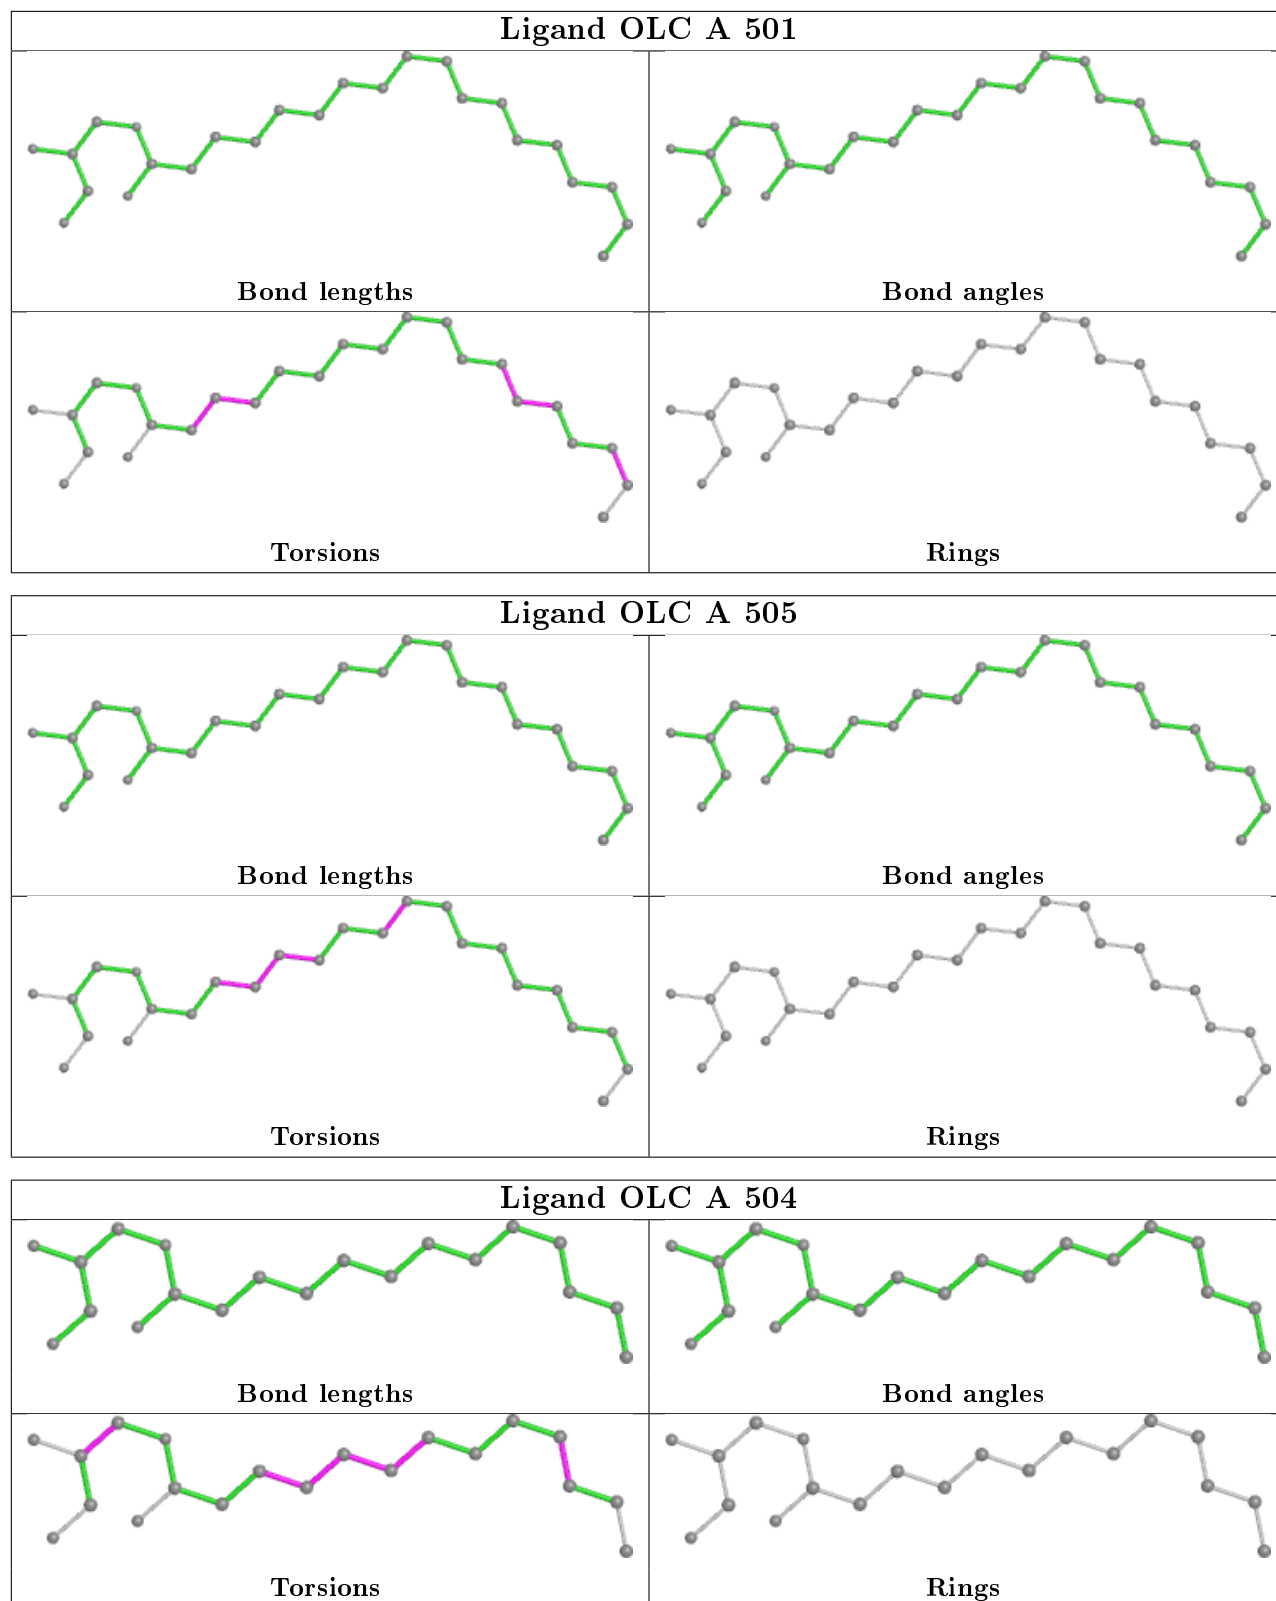 Ligand OLC A 501
Bond lengths
Bond angles
Torsions
Rings
Ligand OLC A 505
Bond lengths
Bond angles
Torsions
Rings
Ligand OLC A 504
Bond lengths
Bond angles
Torsions
Rings